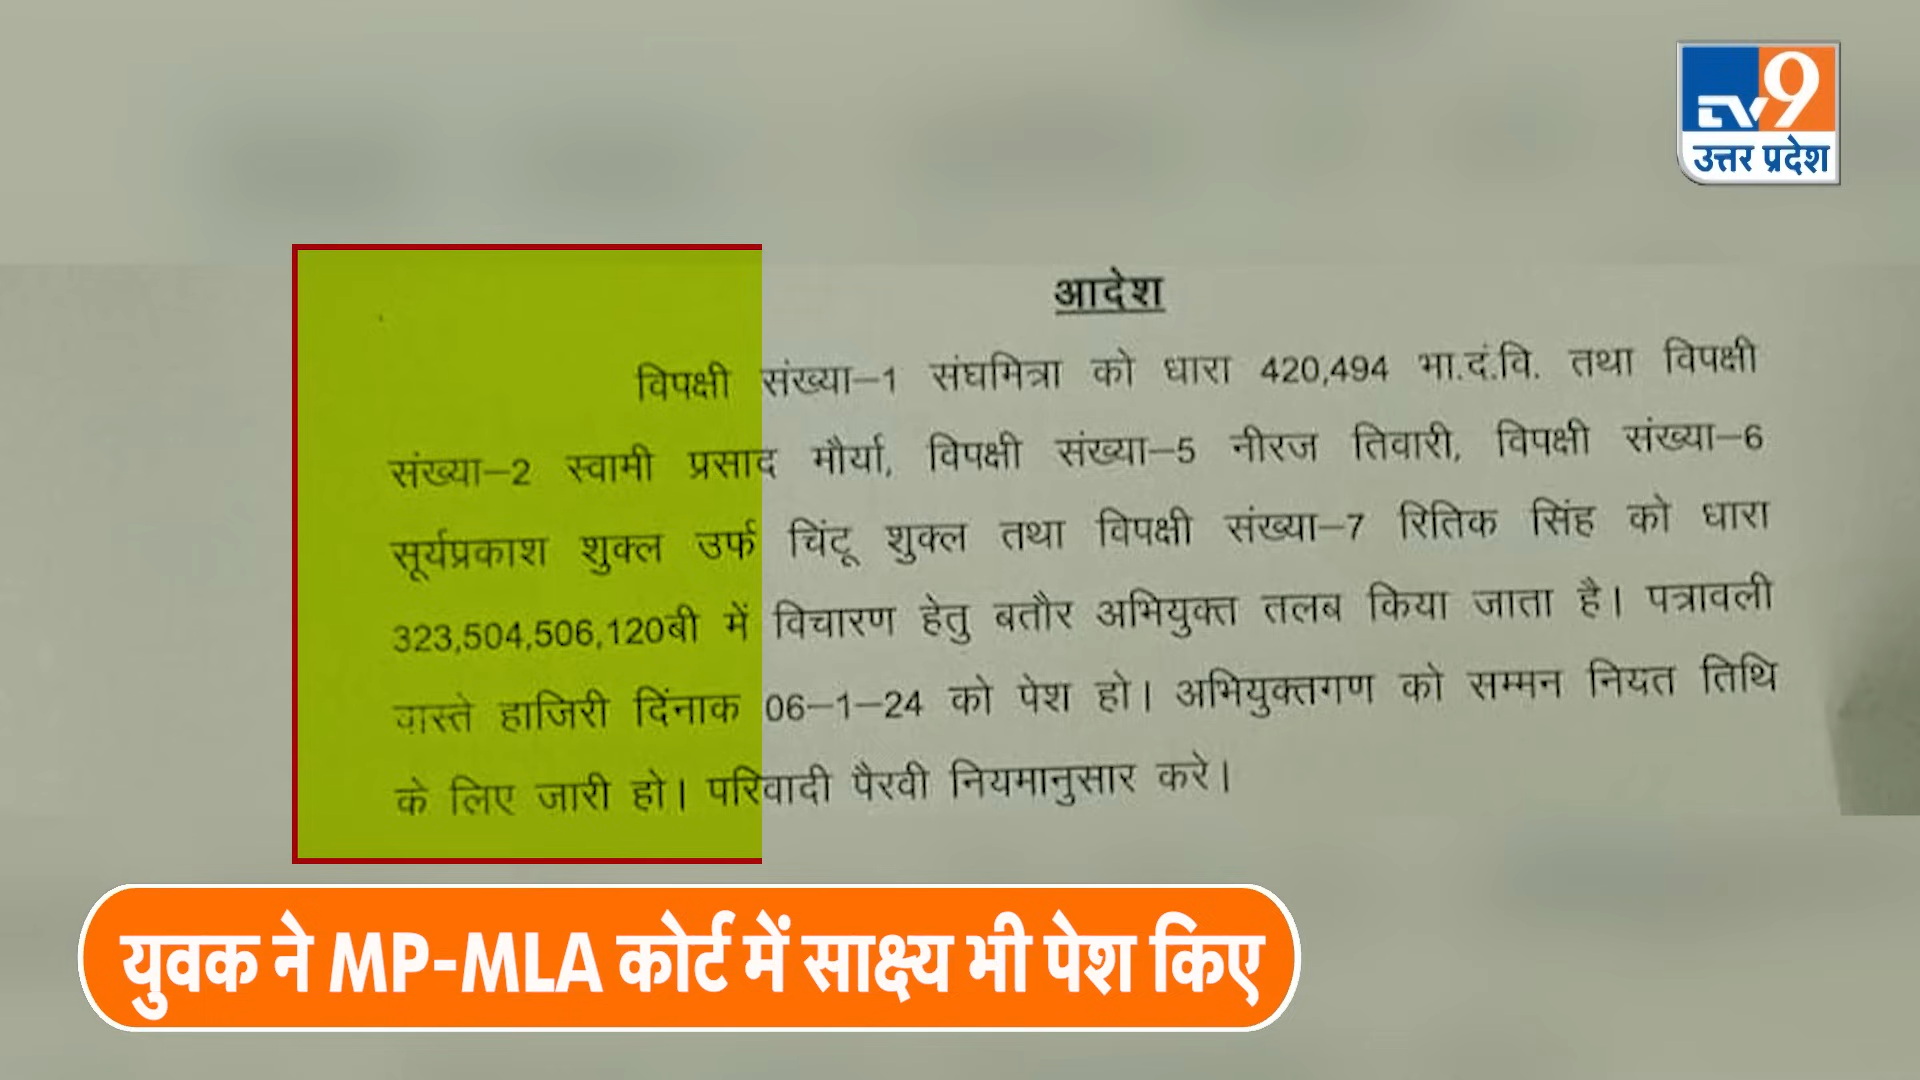 TV9
उत्तर प्रदेश
आदेश
विपक्षी संख्या–1 संघमित्रा को धारा 420,494 भा.दं.वि. तथा विपक्षी
संख्या–2 स्वामी प्रसाद मौर्या, विपक्षी संख्या–5 नीरज तिवारी, विपक्षी संख्या–6
सूर्यप्रकाश शुक्ल उर्फ चिंटू शुक्ल तथा विपक्षी संख्या–7 रितिक सिंह को धारा
323,504,506,120बी में विचारण हेतु बतौर अभियुक्त तलब किया जाता है। पत्रावली
वास्ते हाजिरी दिंनाक 06–1–24 को पेश हो। अभियुक्तगण को सम्मन नियत तिथि
के लिए जारी हो। परिवादी पैरवी नियमानुसार करे।
युवक ने MP-MLA कोर्ट में साक्ष्य भी पेश किए